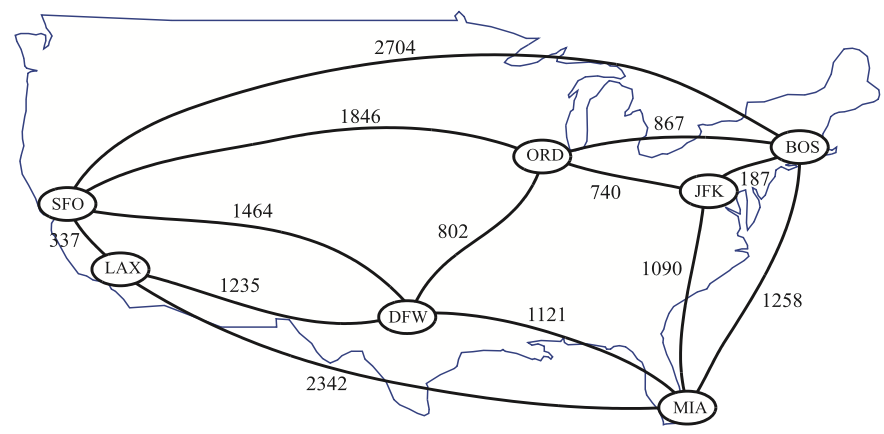 2704
1846
867
ORD
BOS
740
JFK
187
SFO
1464
802
337
LAX
1235
1090
DFW
1121
1258
2342
MIA